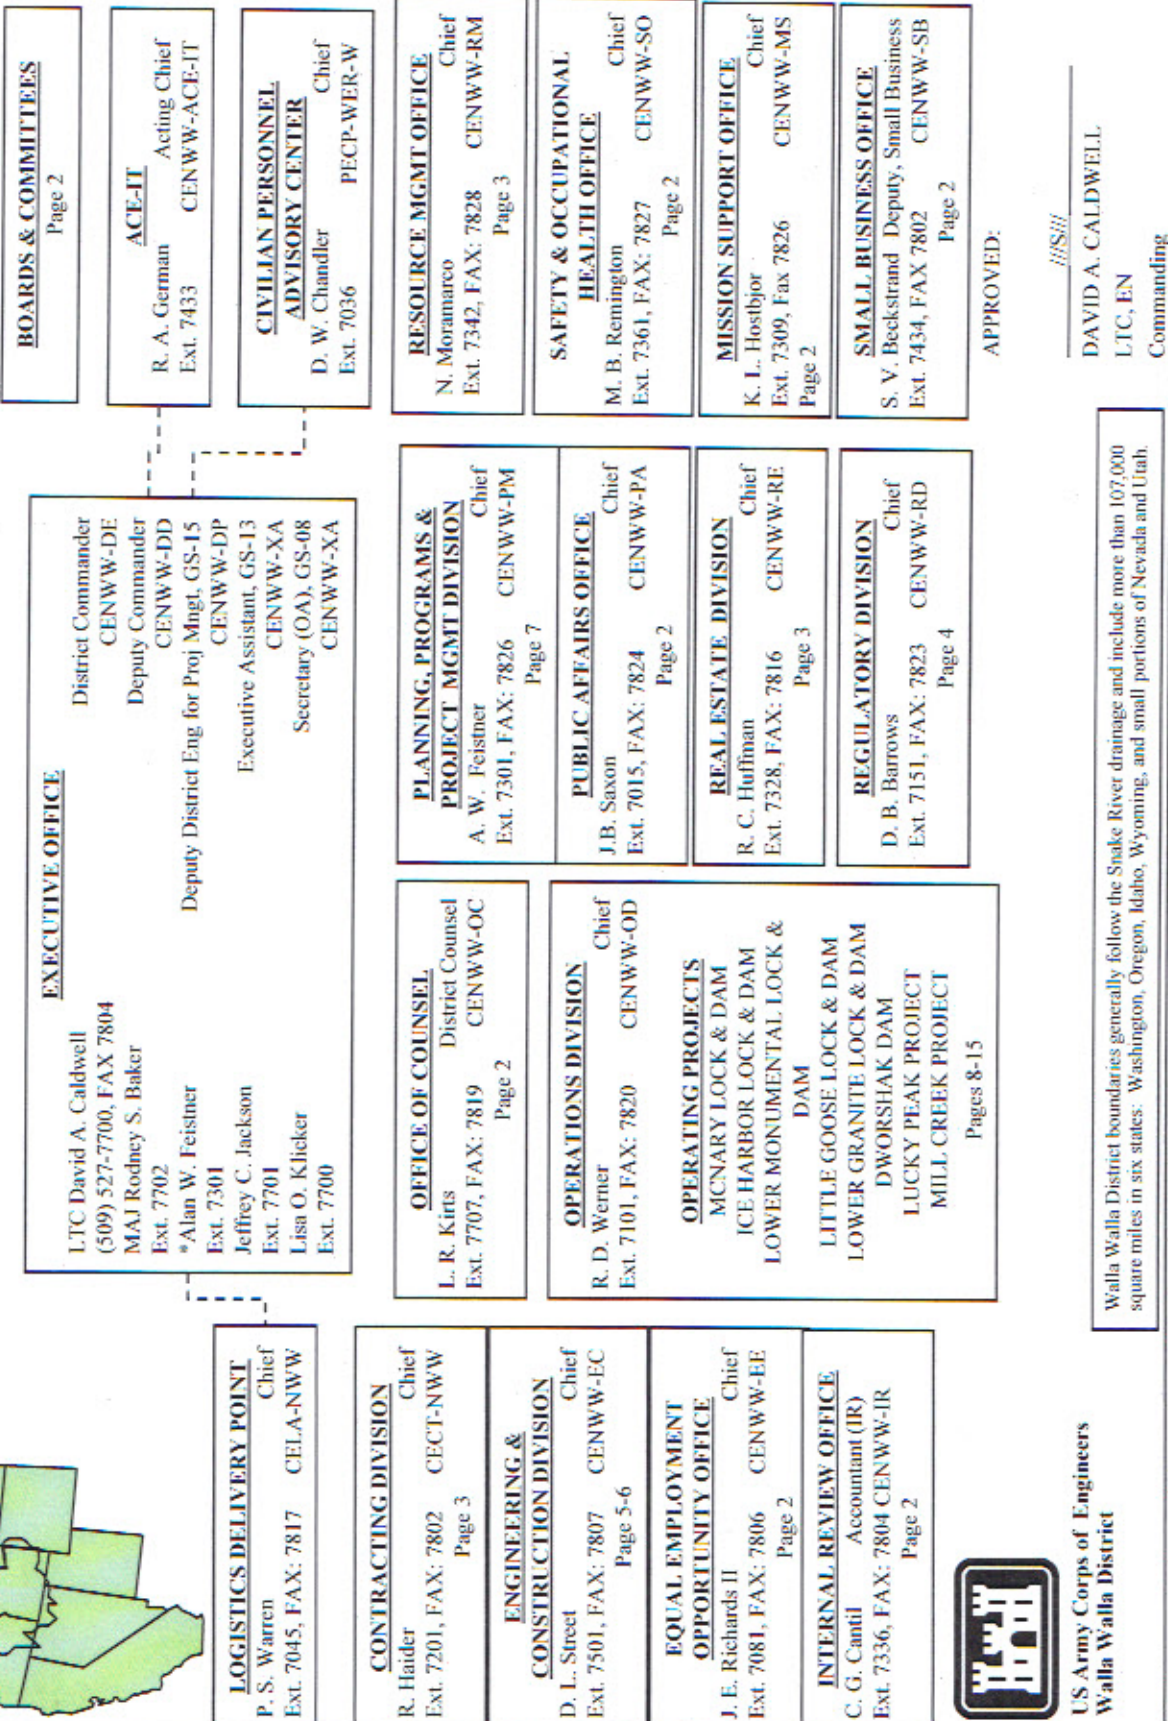 EXECUTIVE OFFICE
LTC David A. Caldwell District Commander
(509) 527-7700, FAX 7804 CENWW-DE
MAJ Rodney S. Baker Deputy Commander
Ext. 7702 CENWW-DD
*Alan W. Feistner Deputy District Eng for Proj Mngt, GS-15
Ext. 7301 CENWW-DP
Jeffrey C. Jackson Executive Assistant, GS-13
Ext. 7701 CENWW-XA
Lisa O. Klicker Secretary (OA), GS-08
Ext. 7700 CENWW-XA
BOARDS & COMMITTEES
Page 2
ACE-IT
R. A. German Acting Chief
Ext. 7433 CENWW-ACE-IT
CIVILIAN PERSONNEL
ADVISORY CENTER
D. W. Chandler Chief
Ext. 7036 PECP-WER-W
LOGISTICS DELIVERY POINT
P. S. Warren Chief
Ext. 7045, FAX: 7817 CELA-NWW
CONTRACTING DIVISION
R. Haider Chief
Ext. 7201, FAX: 7802 CECT-NWW
Page 3
ENGINEERING &
CONSTRUCTION DIVISION
D. L. Street Chief
Ext. 7501, FAX: 7807 CENWW-EC
Page 5-6
EQUAL EMPLOYMENT
OPPORTUNITY OFFICE
J. E. Richards II Chief
Ext. 7081, FAX: 7806 CENWW-EE
Page 2
INTERNAL REVIEW OFFICE
C. G. Cantil Accountant (IR)
Ext. 7336, FAX: 7804 CENWW-IR
Page 2
OFFICE OF COUNSEL
L. R. Kirts District Counsel
Ext. 7707, FAX: 7819 CENWW-OC
Page 2
OPERATIONS DIVISION
R. D. Werner Chief
Ext. 7101, FAX: 7820 CENWW-OD
OPERATING PROJECTS
MCNARY LOCK & DAM
ICE HARBOR LOCK & DAM
LOWER MONUMENTAL LOCK &
DAM
LITTLE GOOSE LOCK & DAM
LOWER GRANITE LOCK & DAM
DWORSHAK DAM
LUCKY PEAK PROJECT
MILL CREEK PROJECT
Pages 8-15
PLANNING, PROGRAMS &
PROJECT MGMT DIVISION
A. W. Feistner Chief
Ext. 7301, FAX: 7826 CENWW-PM
Page 7
PUBLIC AFFAIRS OFFICE
J.B. Saxon Chief
Ext. 7015, FAX: 7824 CENWW-PA
Page 2
REAL ESTATE DIVISION
R. C. Huffman Chief
Ext. 7328, FAX: 7816 CENWW-RE
Page 3
REGULATORY DIVISION
D. B. Barrows Chief
Ext. 7151, FAX: 7823 CENWW-RD
Page 4
RESOURCE MGMT OFFICE
N. Moramarco Chief
Ext. 7342, FAX: 7828 CENWW-RM
Page 3
SAFETY & OCCUPATIONAL
HEALTH OFFICE
M. B. Remington Chief
Ext. 7361, FAX: 7827 CENWW-SO
Page 2
MISSION SUPPORT OFFICE
K. L. Hostbjor Chief
Ext. 7309, Fax 7826 CENWW-MS
Page 2
SMALL BUSINESS OFFICE
S. V. Beckstrand Deputy, Small Business
Ext. 7434, FAX 7802 CENWW-SB
Page 2
APPROVED:
///S///
DAVID A. CALDWELL
LTC, EN
Commanding
US Army Corps of Engineers
Walla Walla District
Walla Walla District boundaries generally follow the Snake River drainage and include more than 107,000
square miles in six states: Washington, Oregon, Idaho, Wyoming, and small portions of Nevada and Utah.